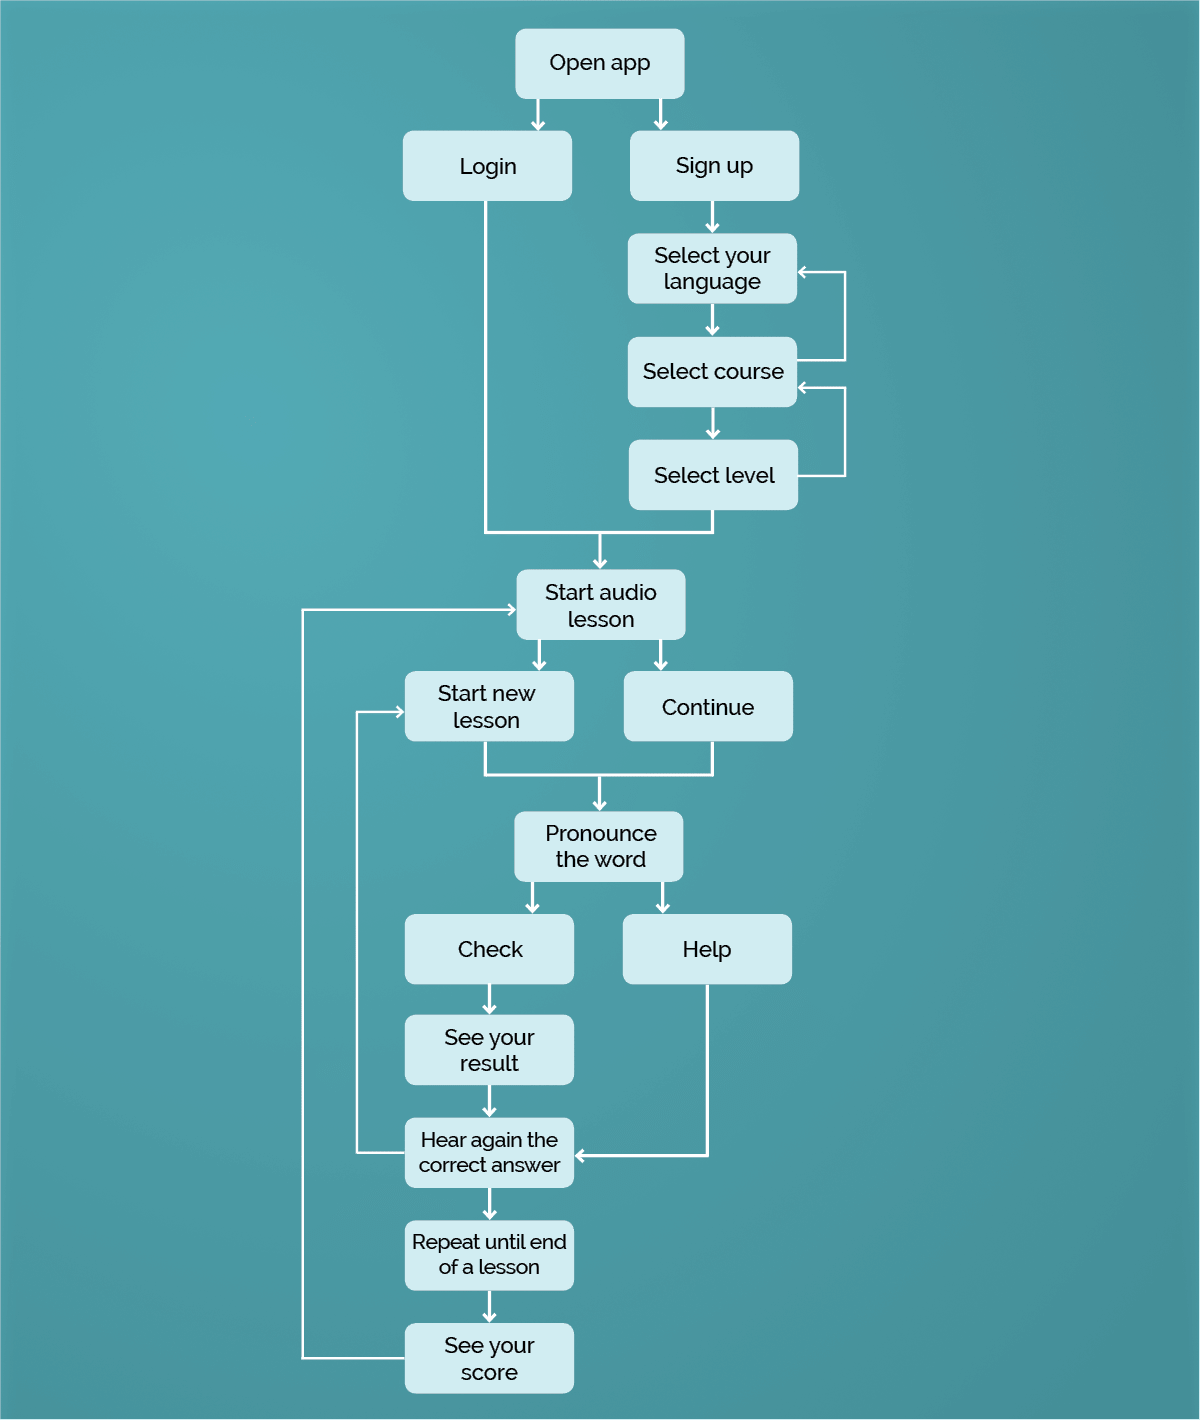 Open app
Login
Sign up
Select your
language
Select course
Select level
Start audio
lesson
Start new
lesson
Continue
Pronounce
the word
Check
Help
See your
result
Hear again the
correct answer
Repeat until end
of a lesson
See your
score